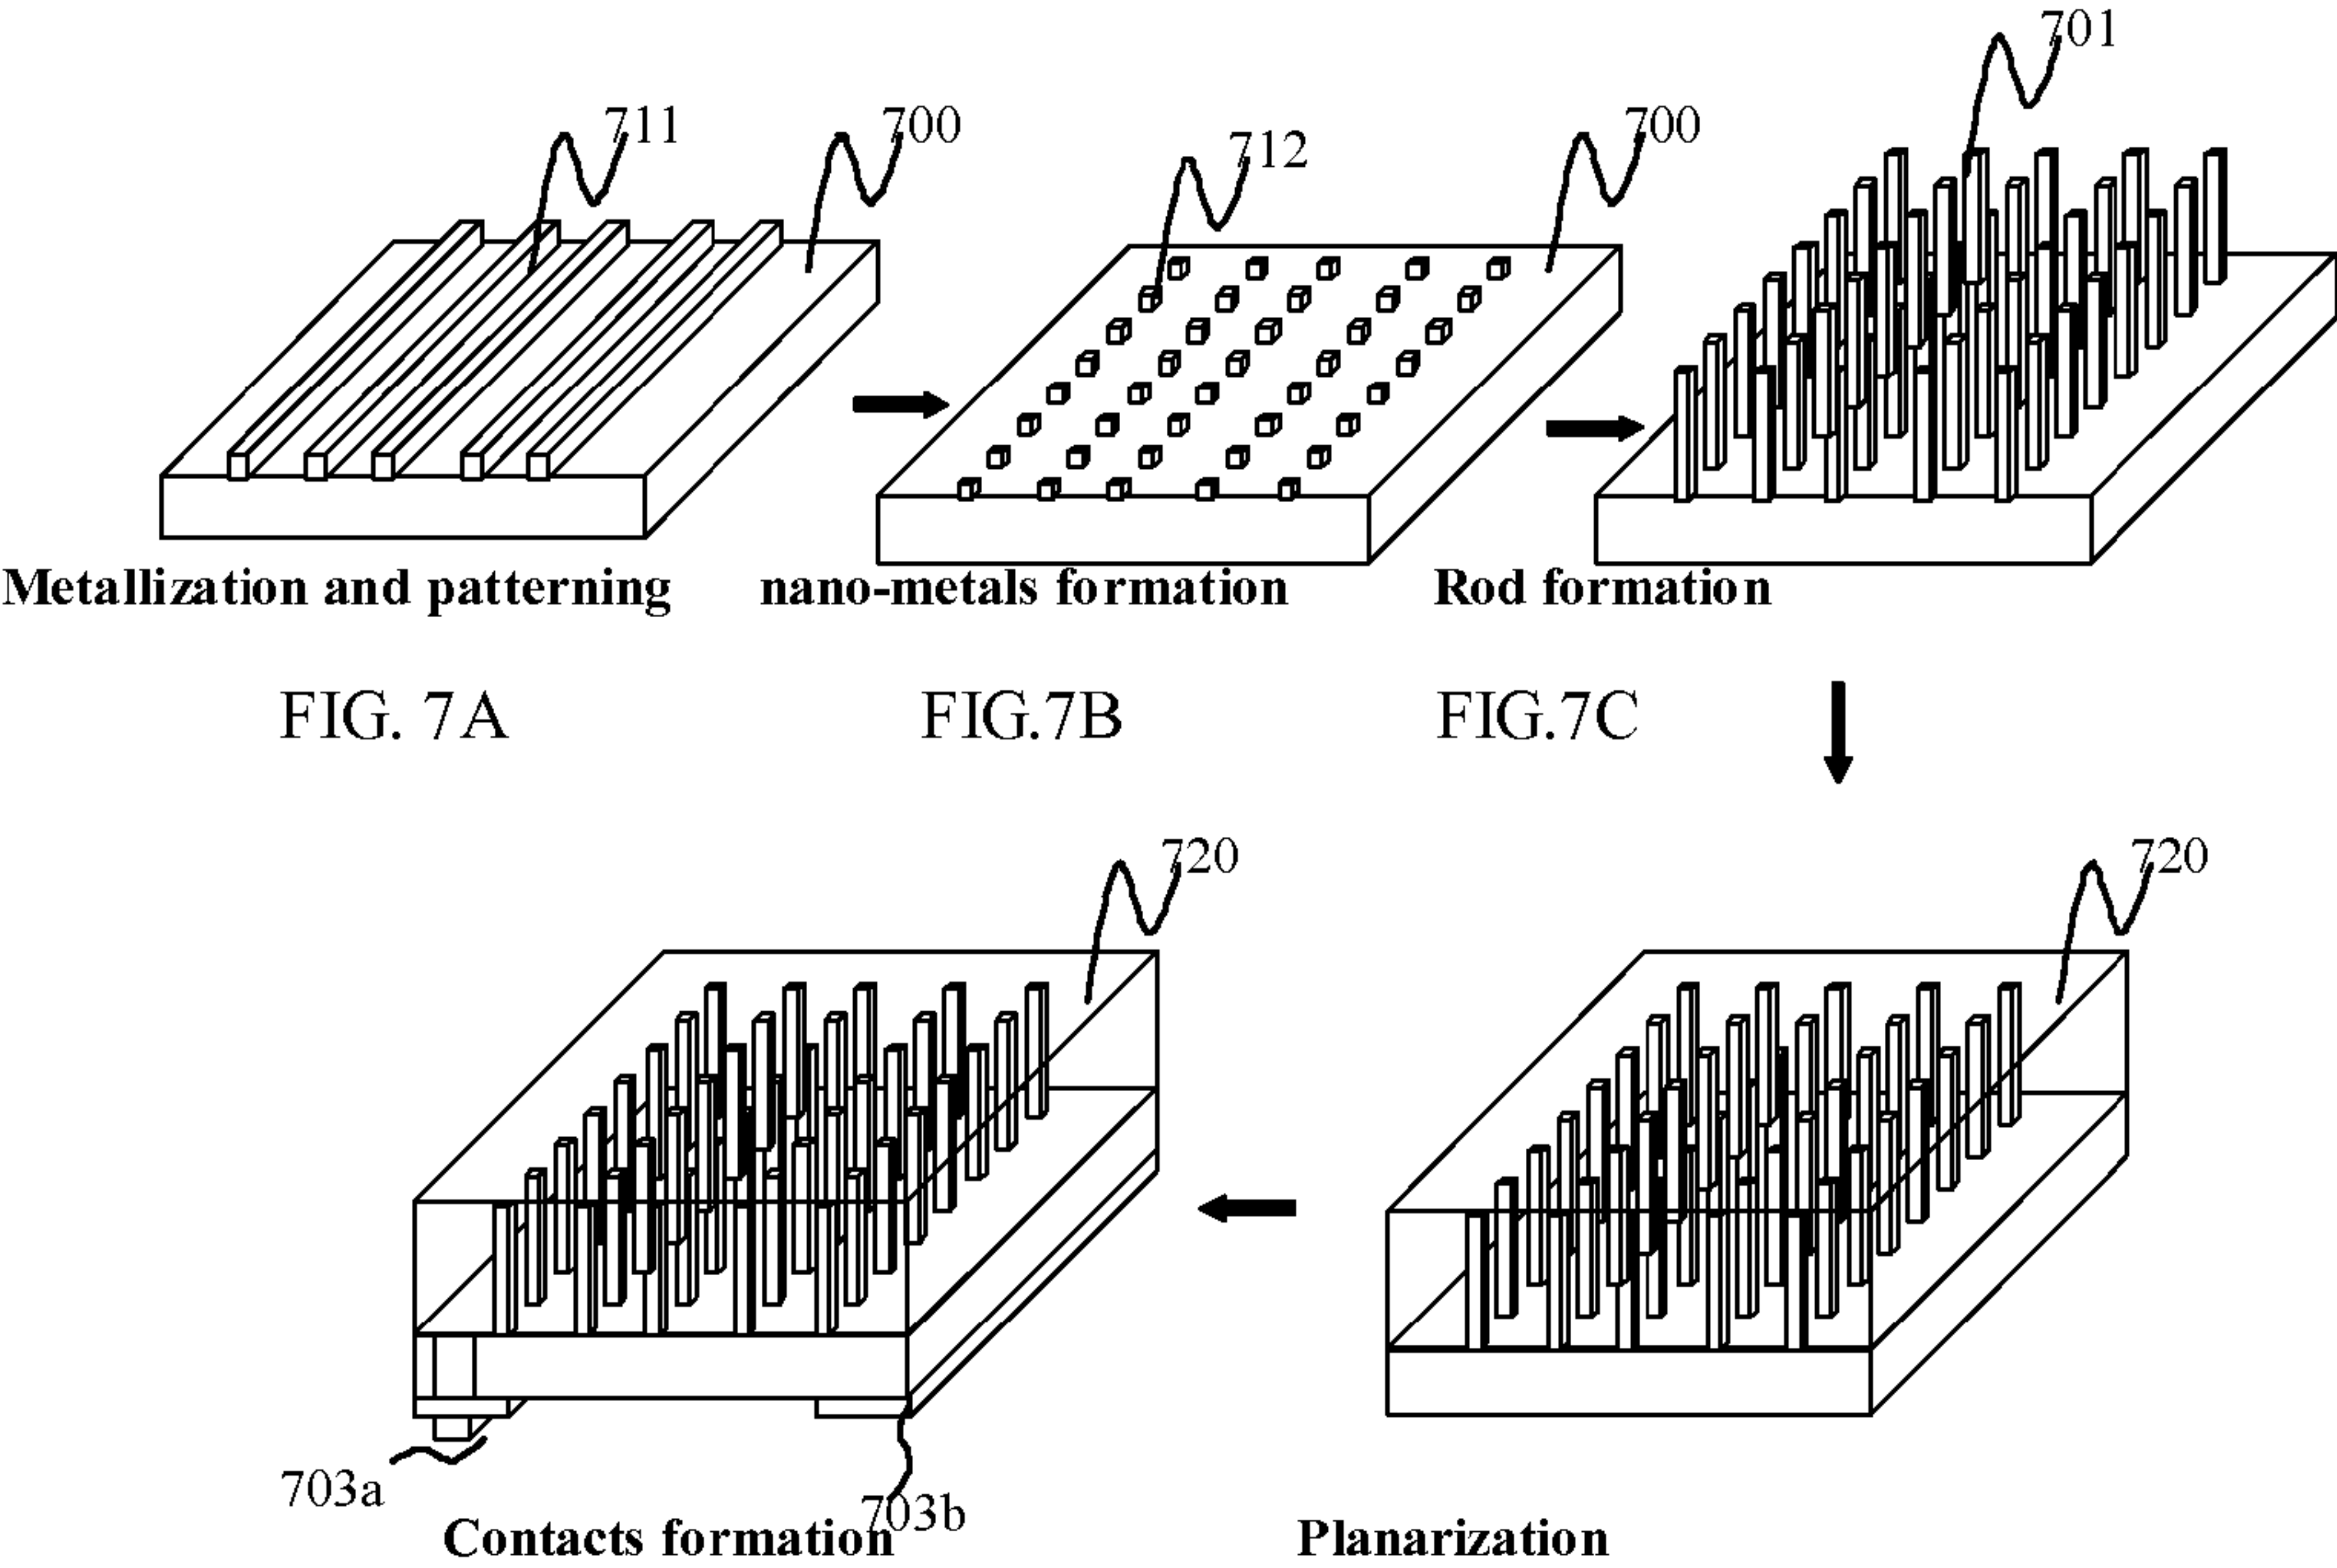 701
711
700
712
700
Metallization and patterning
nano-metals formation
Rod formation
FIG. 7A
FIG.7B
FIG.7C
720
720
703a
703b
Contacts formation
Planarization